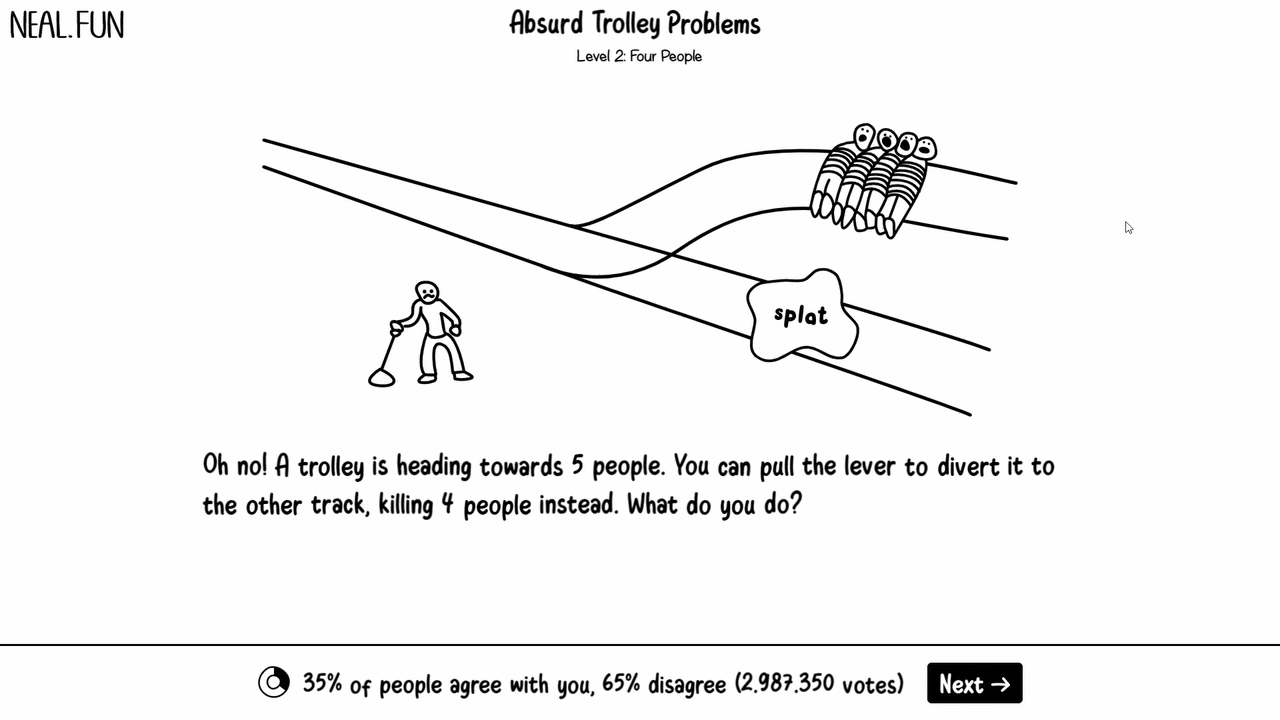 NEAL.FUN
Absurd Trolley Problems
Level 2: Four People
splat
Oh no! A trolley is heading towards 5 people. You can pull the lever to divert it to
the other track, killing 4 people instead. What do you do?
35% of people agree with you, 65% disagree (2.987.350 votes)
Next →